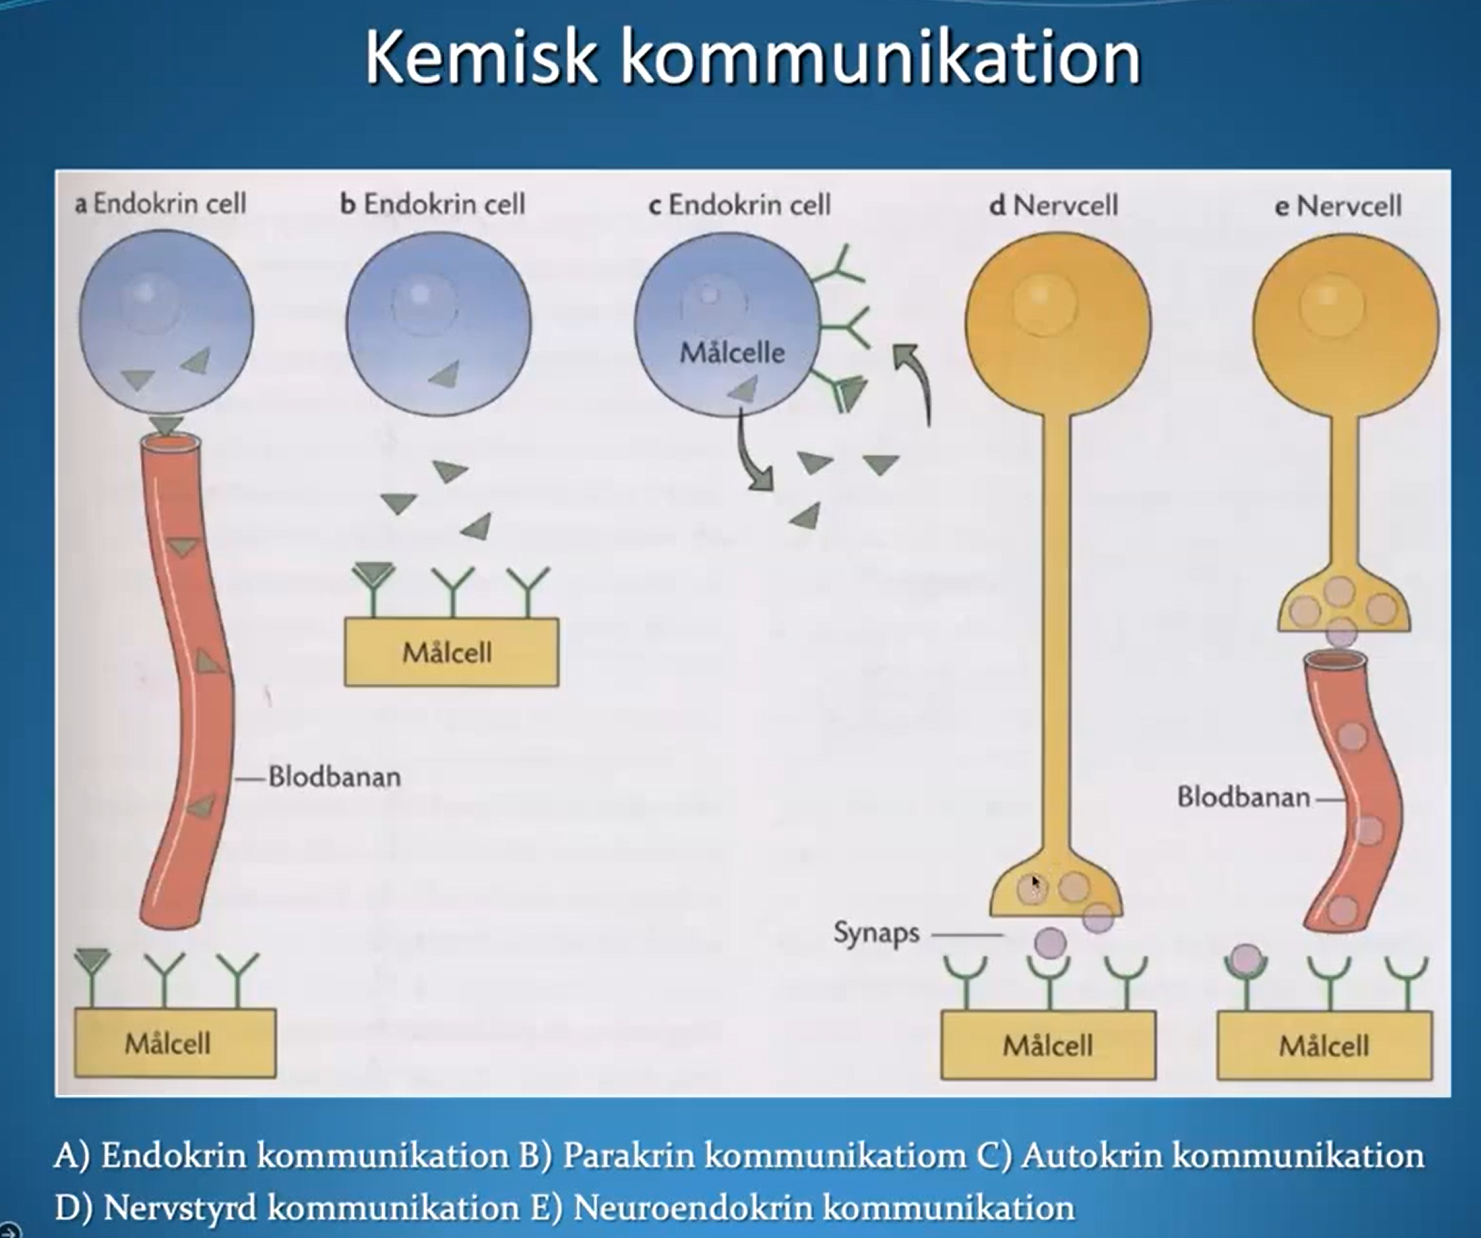 Kemisk kommunikation
a Endokrin cell
b Endokrin cell
c Endokrin cell
d Nervcell
e Nervcell
Målcelle
Målcell
Blodbanan
Blodbanan
Synaps
Målcell
Målcell
Målcell
A) Endokrin kommunikation B) Parakrin kommunikatiom C) Autokrin kommunikation
D) Nervstyrd kommunikation E) Neuroendokrin kommunikation